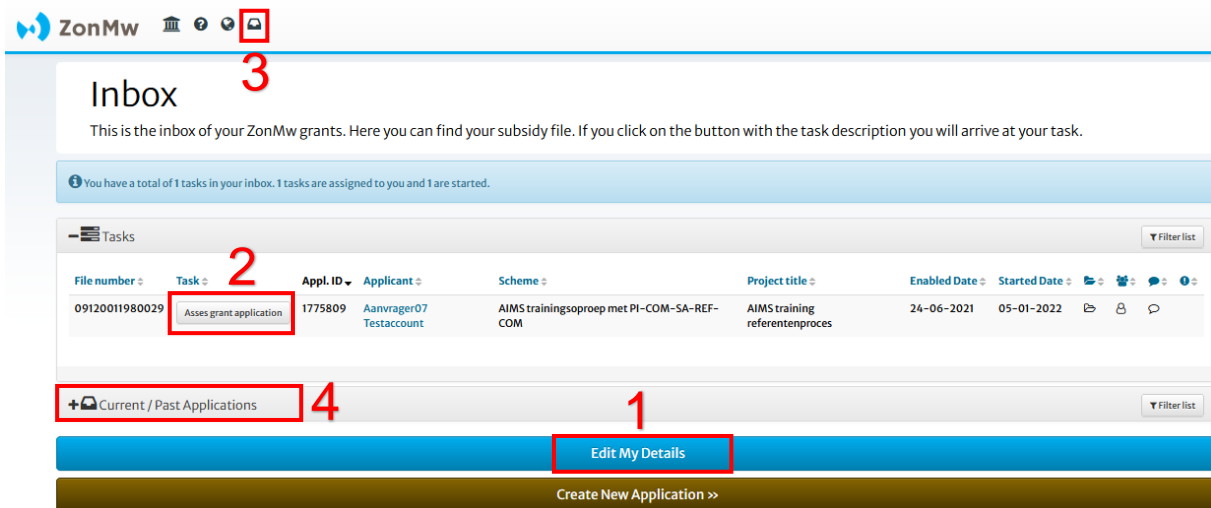 ZonMw
3
Inbox
This is the inbox of your ZonMw grants. Here you can find your subsidy file. If you click on the button with the task description you will arrive at your task.
You have a total of 1 tasks in your inbox. 1 tasks are assigned to you and 1 are started.
Tasks
Filter list
2
File number Task Appl. ID Applicant Scheme Project title Enabled Date Started Date
09120011980029 Asses grant application 1775809 Aanvrager07 AIMS trainingsoproep met PI-COM-SA-REF- AIMS training 24-06-2021 05-01-2022
Testaccount COM referentenproces
Current / Past Applications
4
Filter list
1
Edit My Details
Create New Application »